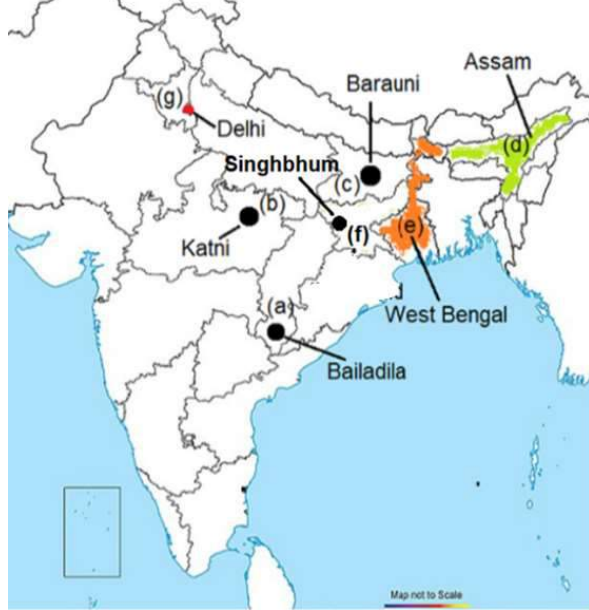 Assam
Barauni
(g)
Delhi
(d)
Singhbhum
(c)
(b)
(f)
(e)
Katni
(a)
West Bengal
Bailadila
Map not to Scale